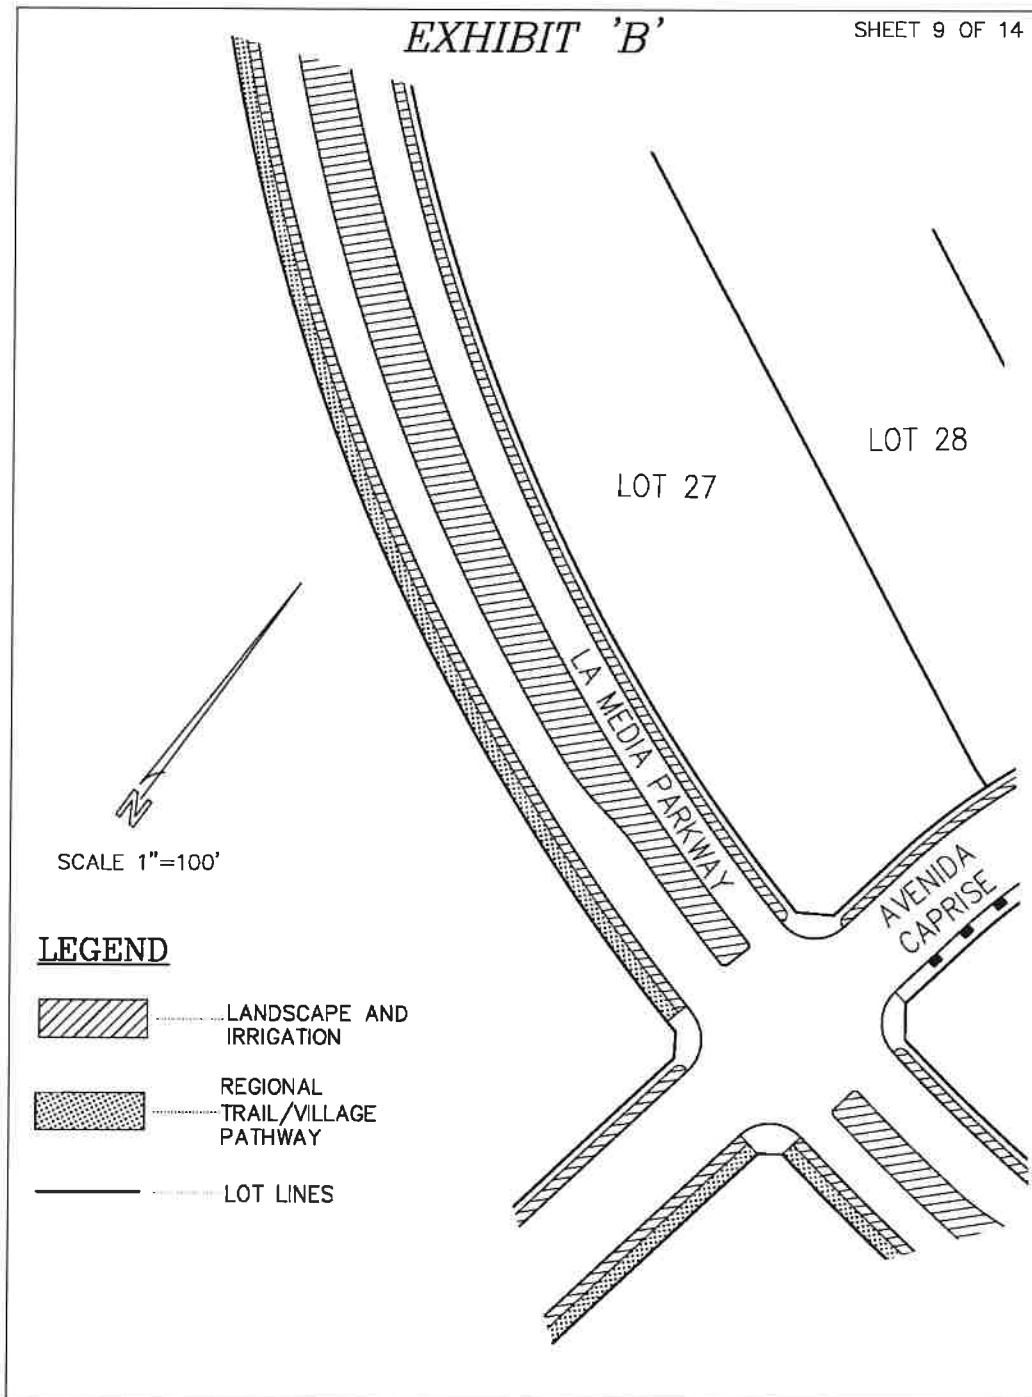 EXHIBIT 'B'
SHEET 9 OF 14
LOT 28
LOT 27
LA MEDIA PARKWAY
N
SCALE 1"=100'
AVENIDA
CAPRISE
LEGEND
LANDSCAPE AND
IRRIGATION
REGIONAL
TRAIL/VILLAGE
PATHWAY
LOT LINES